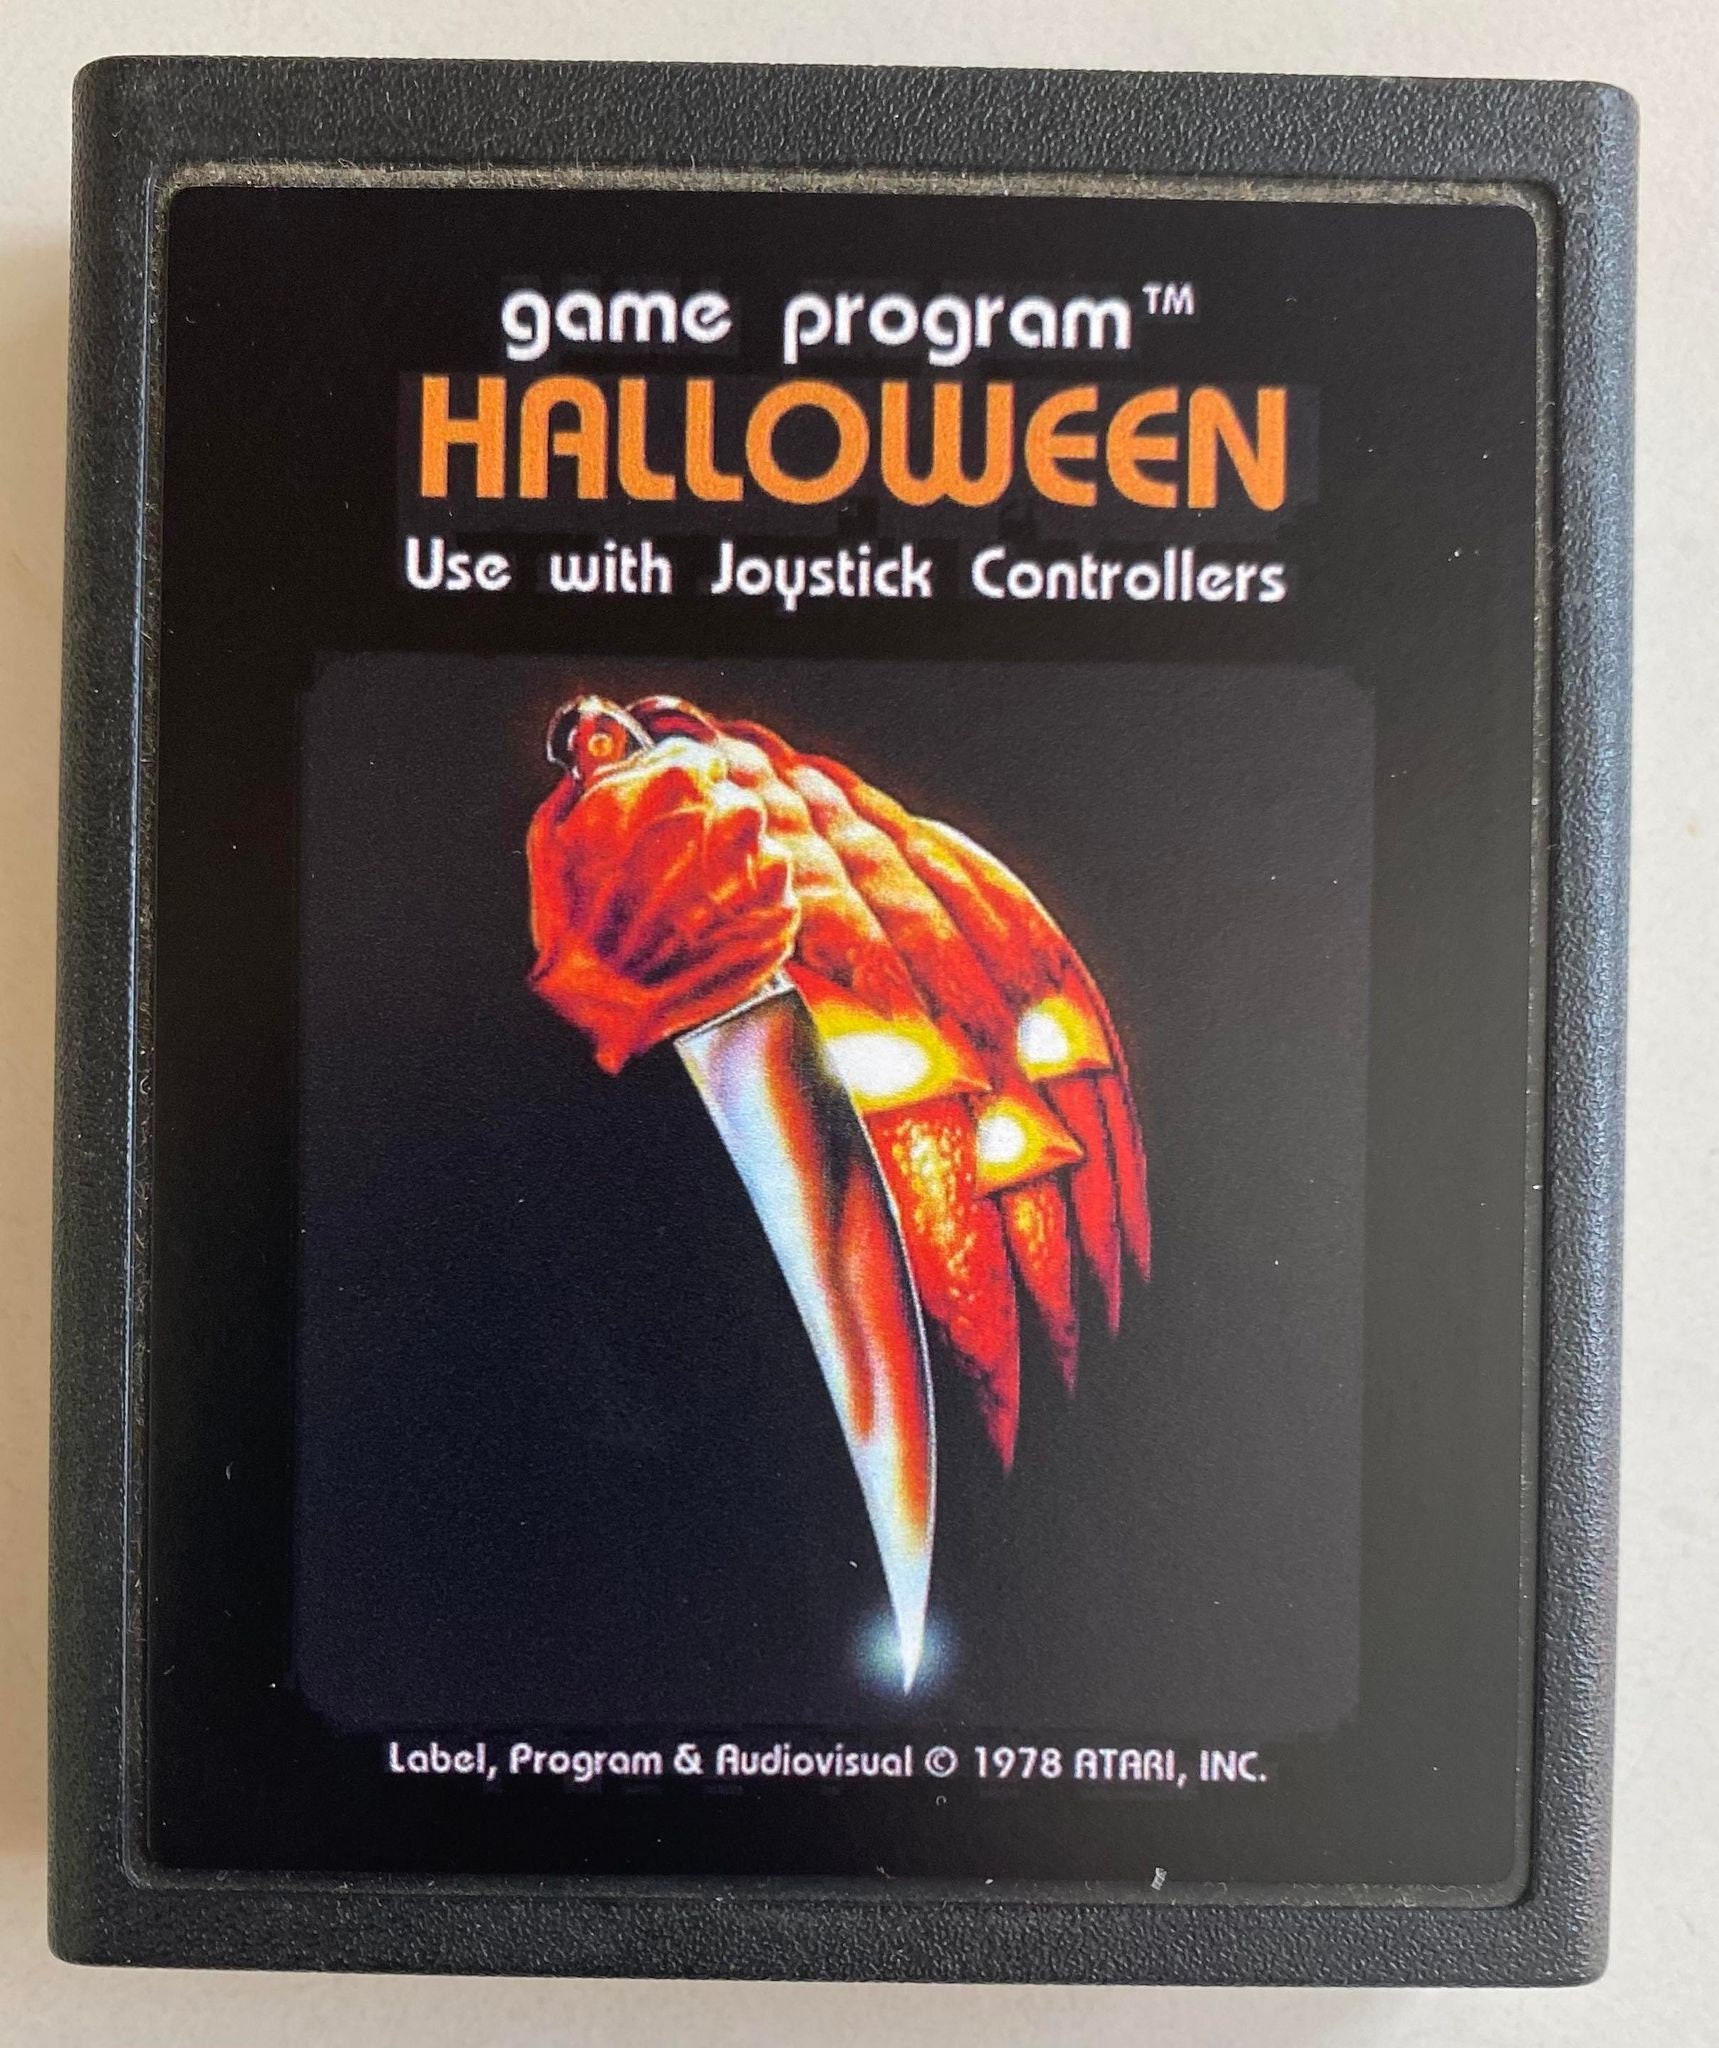 game program™
HALLOWEEN
Use with Joystick Controllers
Label, Program & Audiovisual © 1978 ATARI, INC.